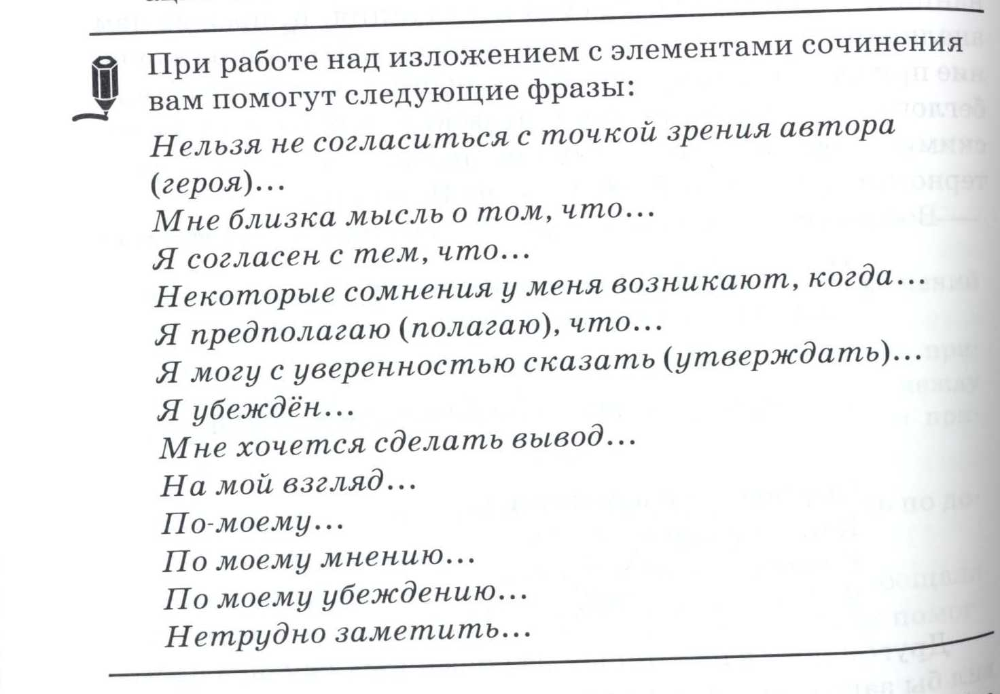 При работе над изложением с элементами сочинения
вам помогут следующие фразы:
Нельзя не согласиться с точкой зрения автора
(героя)...
Мне близка мысль о том, что...
Я согласен с тем, что...
Некоторые сомнения у меня возникают, когда...
Я предполагаю (полагаю), что...
Я могу с уверенностью сказать (утверждать)...
Я убеждён...
Мне хочется сделать вывод...
На мой взгляд...
По-моему...
По моему мнению...
По моему убеждению...
Нетрудно заметить...